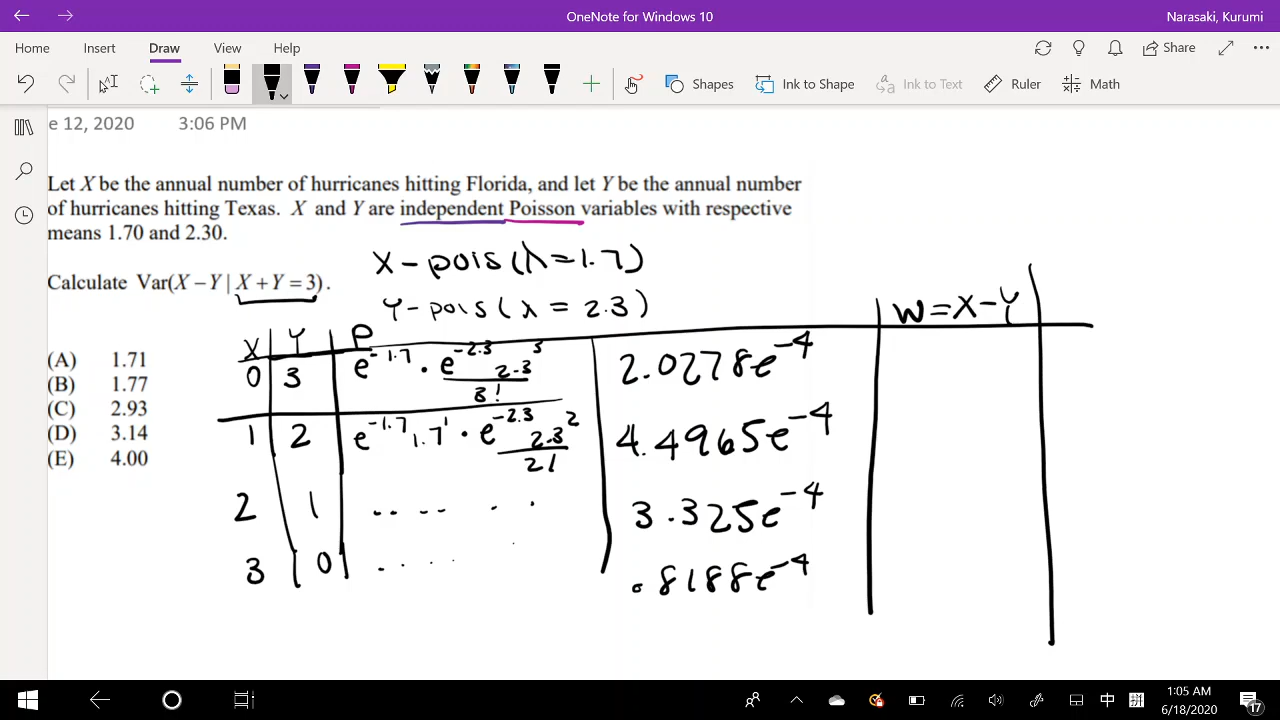 OneNote for Windows 10
Narasaki, Kurumi
Home Insert Draw View Help
Share
Shapes Ink to Shape Ink to Text Ruler Math
e 12, 2020 3:06 PM
Let X be the annual number of hurricanes hitting Florida, and let Y be the annual number
of hurricanes hitting Texas. X and Y are independent Poisson variables with respective
means 1.70 and 2.30.
X - pois(λ=1.7)
Calculate Var(X − Y | X + Y = 3).
Y - pois(λ = 2.3)
W = X - Y
X Y P
(A) 1.71
(B) 1.77
(C) 2.93
(D) 3.14
(E) 4.00
0 3 e^-1.7 · e^-2.3 2.3^3 / 3! 2.0278e^-4
1 2 e^-1.7 1.7^1 · e^-2.3 2.3^2 / 2! 4.4965e^-4
2 1 .. .. . . 3.325e^-4
3 0 . . . . .8188e^-4
中
1:05 AM
6/18/2020
17